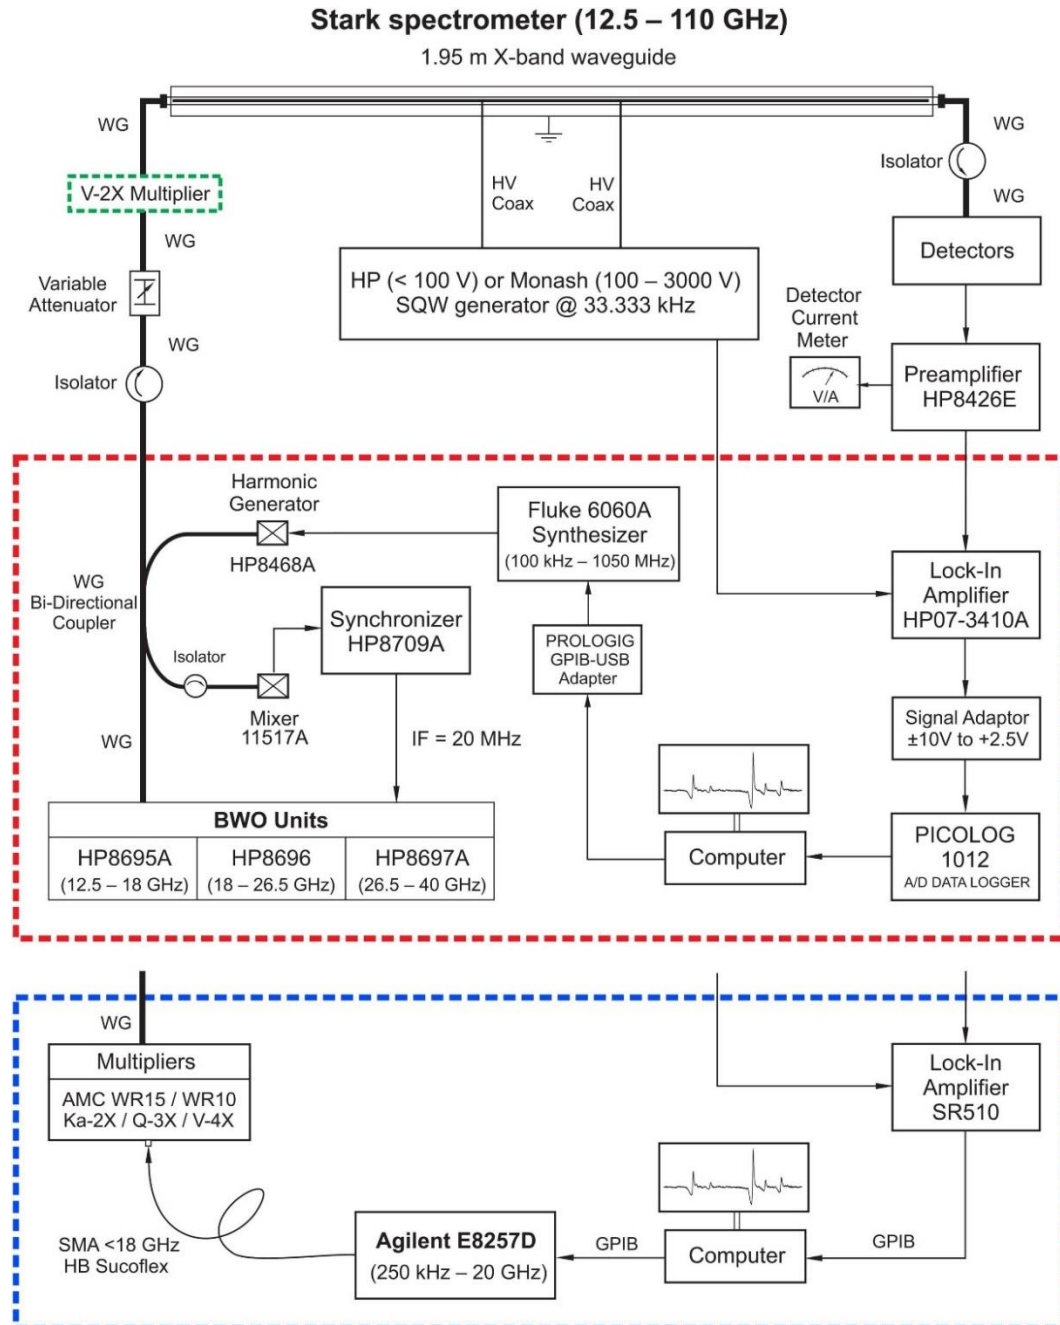 Stark spectrometer (12.5 – 110 GHz)
1.95 m X-band waveguide
WG
WG
Isolator
WG
V-2X Multiplier
HV
Coax
HV
Coax
WG
Detectors
Variable
Attenuator
HP (< 100 V) or Monash (100 – 3000 V)
SQW generator @ 33.333 kHz
Detector
Current
Meter
WG
Isolator
V/A
Preamplifier
HP8426E
Harmonic
Generator
HP8468A
Fluke 6060A
Synthesizer
(100 kHz – 1050 MHz)
WG
Bi-Directional
Coupler
Lock-In
Amplifier
HP07-3410A
Synchronizer
HP8709A
Isolator
PROLOGIG
GPIB-USB
Adapter
Mixer
11517A
WG
IF = 20 MHz
Signal Adaptor
±10V to +2.5V
BWO Units
HP8695A
(12.5 – 18 GHz)
HP8696
(18 – 26.5 GHz)
HP8697A
(26.5 – 40 GHz)
Computer
PICOLOG
1012
A/D DATA LOGGER
WG
Multipliers
AMC WR15 / WR10
Ka-2X / Q-3X / V-4X
Lock-In
Amplifier
SR510
SMA <18 GHz
HB Sucoflex
Agilent E8257D
(250 kHz – 20 GHz)
GPIB
Computer
GPIB